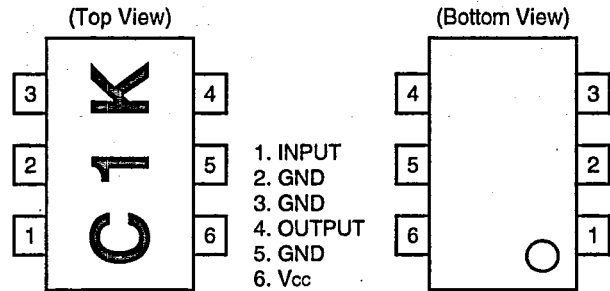 (Top View)
3
2
1
C1K
4
5
6
1. INPUT
2. GND
3. GND
4. OUTPUT
5. GND
6. Vcc
(Bottom View)
4
5
6
3
2
1